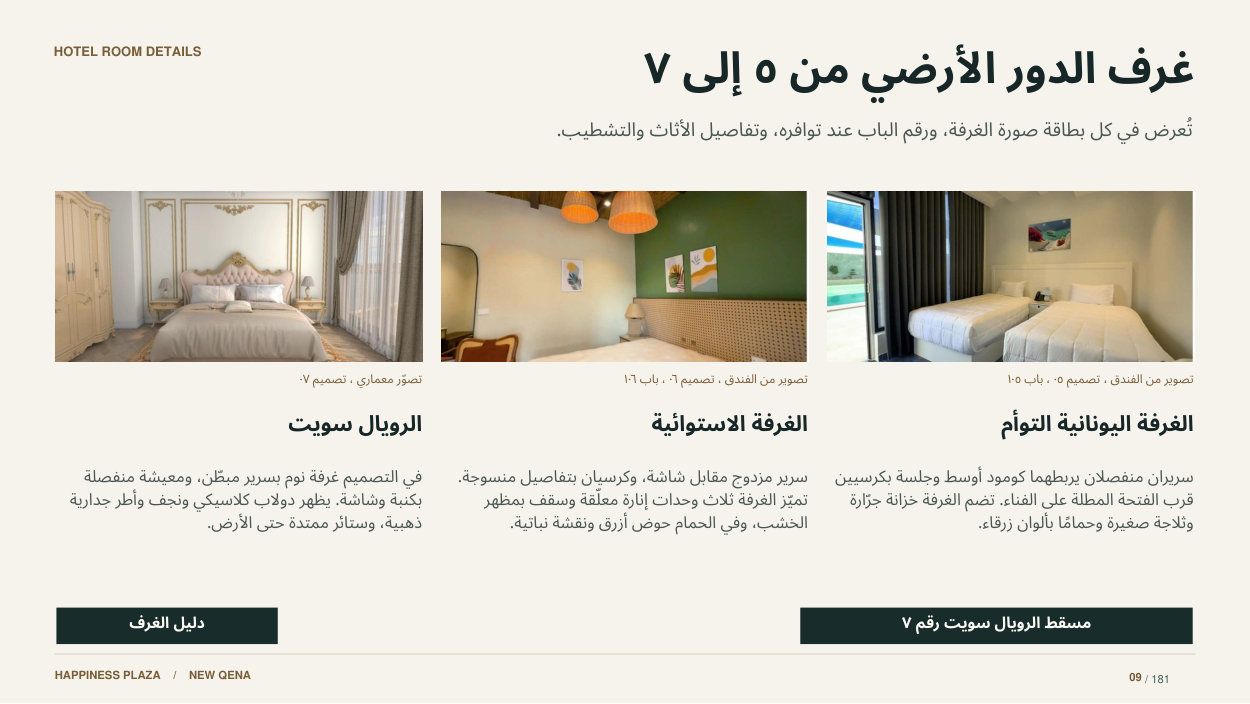 HOTEL ROOM DETAILS
غرف الدور الأرضي من ٥ إلى ٧
تُعرض في كل بطاقة صورة الغرفة، ورقم الباب عند توافره، وتفاصيل الأثاث والتشطيب.
تصوير من الفندق ، تصميم ٠٥ ، باب ١٠٥
الغرفة اليونانية التوأم
سريران منفصلان يربطهما كومود أوسط وجلسة بكرسيين
قرب الفتحة المطلة على الفناء. تضم الغرفة خزانة جرّارة
وثلاجة صغيرة وحمامًا بألوان زرقاء.
تصوير من الفندق ، تصميم ٠٦ ، باب ١٠٦
الغرفة الاستوائية
سرير مزدوج مقابل شاشة، وكرسيان بتفاصيل منسوجة.
تميّز الغرفة ثلاث وحدات إنارة معلّقة وسقف بمظهر
الخشب، وفي الحمام حوض أزرق ونقشة نباتية.
تصوّر معماري ، تصميم ٠٧
الرويال سويت
في التصميم غرفة نوم بسرير مبطّن، ومعيشة منفصلة
بكنبة وشاشة. يظهر دولاب كلاسيكي ونجف وأطر جدارية
ذهبية، وستائر ممتدة حتى الأرض.
مسقط الرويال سويت رقم ٧
دليل الغرف
HAPPINESS PLAZA / NEW QENA
09 / 181